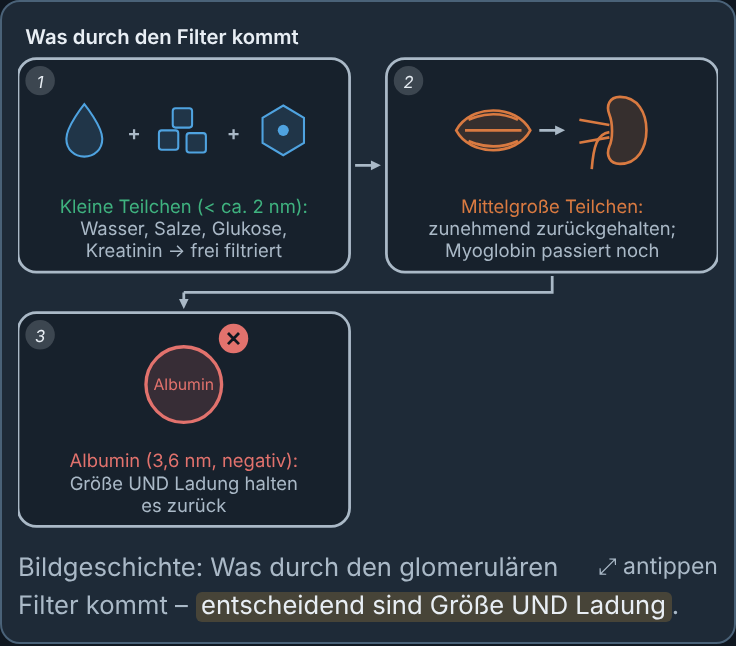 Was durch den Filter kommt
1
+ +
Kleine Teilchen (< ca. 2 nm):
Wasser, Salze, Glukose,
Kreatinin → frei filtriert
2
Mittelgroße Teilchen:
zunehmend zurückgehalten;
Myoglobin passiert noch
3
Albumin
Albumin (3,6 nm, negativ):
Größe UND Ladung halten
es zurück
Bildgeschichte: Was durch den glomerulären
Filter kommt – entscheidend sind Größe UND Ladung.
⤢ antippen